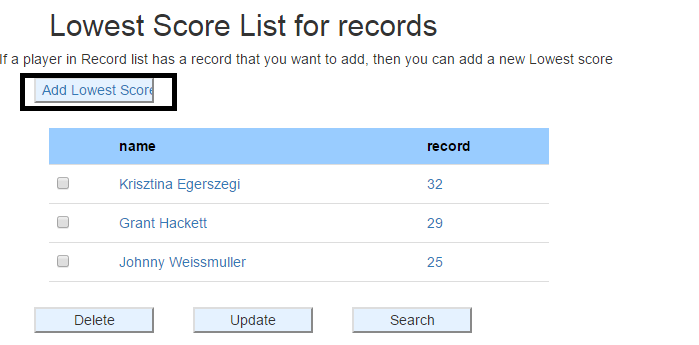 Lowest Score List for records
If a player in Record list has a record that you want to add, then you can add a new Lowest score
Add Lowest Score
name record
Krisztina Egerszegi 32
Grant Hackett 29
Johnny Weissmuller 25
Delete Update Search